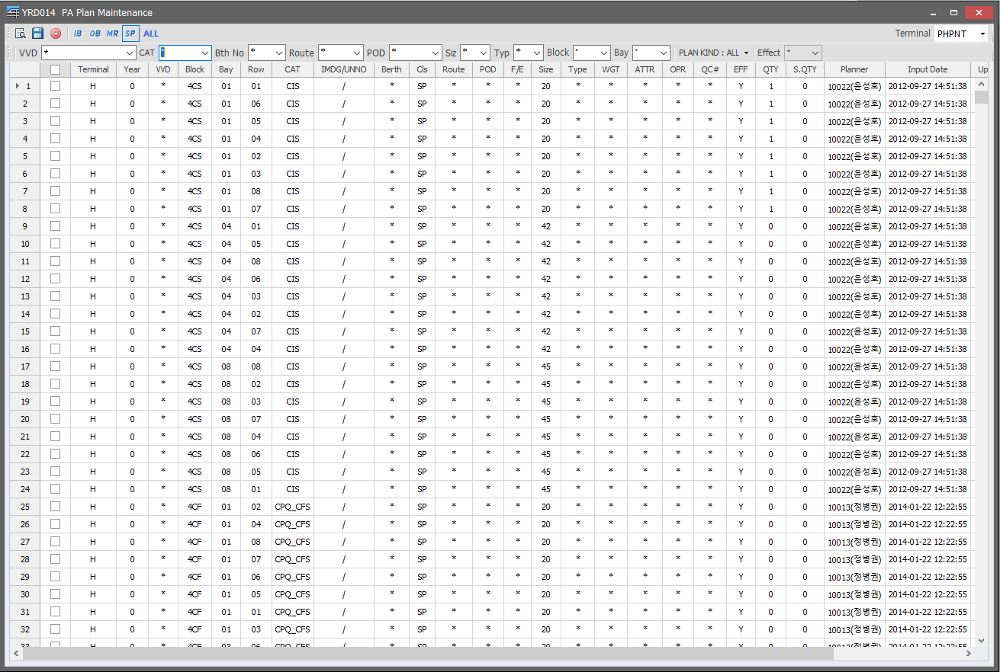 YRD014 PA Plan Maintenance
IB OB MR SP ALL Terminal PHPNT
VVD * CAT * Bth No * Route * POD * Siz * Typ * Block * Bay * PLAN KIND : ALL Effect *
Terminal Year VVD Block Bay Row CAT IMDG/UNNO Berth Cls Route POD F/E Size Type WGT ATTR OPR QC# EFF QTY S.QTY Planner Input Date Up
1 H 0 * 4CS 01 01 CIS / * SP * * * 20 * * * * * Y 1 0 10022(윤성호) 2012-09-27 14:51:38
2 H 0 * 4CS 01 06 CIS / * SP * * * 20 * * * * * Y 1 0 10022(윤성호) 2012-09-27 14:51:38
3 H 0 * 4CS 01 05 CIS / * SP * * * 20 * * * * * Y 1 0 10022(윤성호) 2012-09-27 14:51:38
4 H 0 * 4CS 01 04 CIS / * SP * * * 20 * * * * * Y 1 0 10022(윤성호) 2012-09-27 14:51:38
5 H 0 * 4CS 01 02 CIS / * SP * * * 20 * * * * * Y 1 0 10022(윤성호) 2012-09-27 14:51:38
6 H 0 * 4CS 01 03 CIS / * SP * * * 20 * * * * * Y 1 0 10022(윤성호) 2012-09-27 14:51:38
7 H 0 * 4CS 01 08 CIS / * SP * * * 20 * * * * * Y 1 0 10022(윤성호) 2012-09-27 14:51:38
8 H 0 * 4CS 01 07 CIS / * SP * * * 20 * * * * * Y 1 0 10022(윤성호) 2012-09-27 14:51:38
9 H 0 * 4CS 04 01 CIS / * SP * * * 42 * * * * * Y 0 0 10022(윤성호) 2012-09-27 14:51:38
10 H 0 * 4CS 04 05 CIS / * SP * * * 42 * * * * * Y 0 0 10022(윤성호) 2012-09-27 14:51:38
11 H 0 * 4CS 04 08 CIS / * SP * * * 42 * * * * * Y 0 0 10022(윤성호) 2012-09-27 14:51:38
12 H 0 * 4CS 04 06 CIS / * SP * * * 42 * * * * * Y 0 0 10022(윤성호) 2012-09-27 14:51:38
13 H 0 * 4CS 04 03 CIS / * SP * * * 42 * * * * * Y 0 0 10022(윤성호) 2012-09-27 14:51:38
14 H 0 * 4CS 04 02 CIS / * SP * * * 42 * * * * * Y 0 0 10022(윤성호) 2012-09-27 14:51:38
15 H 0 * 4CS 04 07 CIS / * SP * * * 42 * * * * * Y 0 0 10022(윤성호) 2012-09-27 14:51:38
16 H 0 * 4CS 04 04 CIS / * SP * * * 42 * * * * * Y 0 0 10022(윤성호) 2012-09-27 14:51:38
17 H 0 * 4CS 08 08 CIS / * SP * * * 45 * * * * * Y 0 0 10022(윤성호) 2012-09-27 14:51:38
18 H 0 * 4CS 08 02 CIS / * SP * * * 45 * * * * * Y 0 0 10022(윤성호) 2012-09-27 14:51:38
19 H 0 * 4CS 08 03 CIS / * SP * * * 45 * * * * * Y 0 0 10022(윤성호) 2012-09-27 14:51:38
20 H 0 * 4CS 08 07 CIS / * SP * * * 45 * * * * * Y 0 0 10022(윤성호) 2012-09-27 14:51:38
21 H 0 * 4CS 08 04 CIS / * SP * * * 45 * * * * * Y 0 0 10022(윤성호) 2012-09-27 14:51:38
22 H 0 * 4CS 08 06 CIS / * SP * * * 45 * * * * * Y 0 0 10022(윤성호) 2012-09-27 14:51:38
23 H 0 * 4CS 08 05 CIS / * SP * * * 45 * * * * * Y 0 0 10022(윤성호) 2012-09-27 14:51:38
24 H 0 * 4CS 08 01 CIS / * SP * * * 45 * * * * * Y 0 0 10022(윤성호) 2012-09-27 14:51:38
25 H 0 * 4CF 01 02 CPQ_CFS / * SP * * * 20 * * * * * Y 0 0 10013(정병권) 2014-01-22 12:22:55
26 H 0 * 4CF 01 04 CPQ_CFS / * SP * * * 20 * * * * * Y 0 0 10013(정병권) 2014-01-22 12:22:55
27 H 0 * 4CF 01 08 CPQ_CFS / * SP * * * 20 * * * * * Y 0 0 10013(정병권) 2014-01-22 12:22:55
28 H 0 * 4CF 01 07 CPQ_CFS / * SP * * * 20 * * * * * Y 0 0 10013(정병권) 2014-01-22 12:22:55
29 H 0 * 4CF 01 06 CPQ_CFS / * SP * * * 20 * * * * * Y 0 0 10013(정병권) 2014-01-22 12:22:55
30 H 0 * 4CF 01 05 CPQ_CFS / * SP * * * 20 * * * * * Y 0 0 10013(정병권) 2014-01-22 12:22:55
31 H 0 * 4CF 01 01 CPQ_CFS / * SP * * * 20 * * * * * Y 0 0 10013(정병권) 2014-01-22 12:22:55
32 H 0 * 4CF 01 03 CPQ_CFS / * SP * * * 20 * * * * * Y 0 0 10013(정병권) 2014-01-22 12:22:55